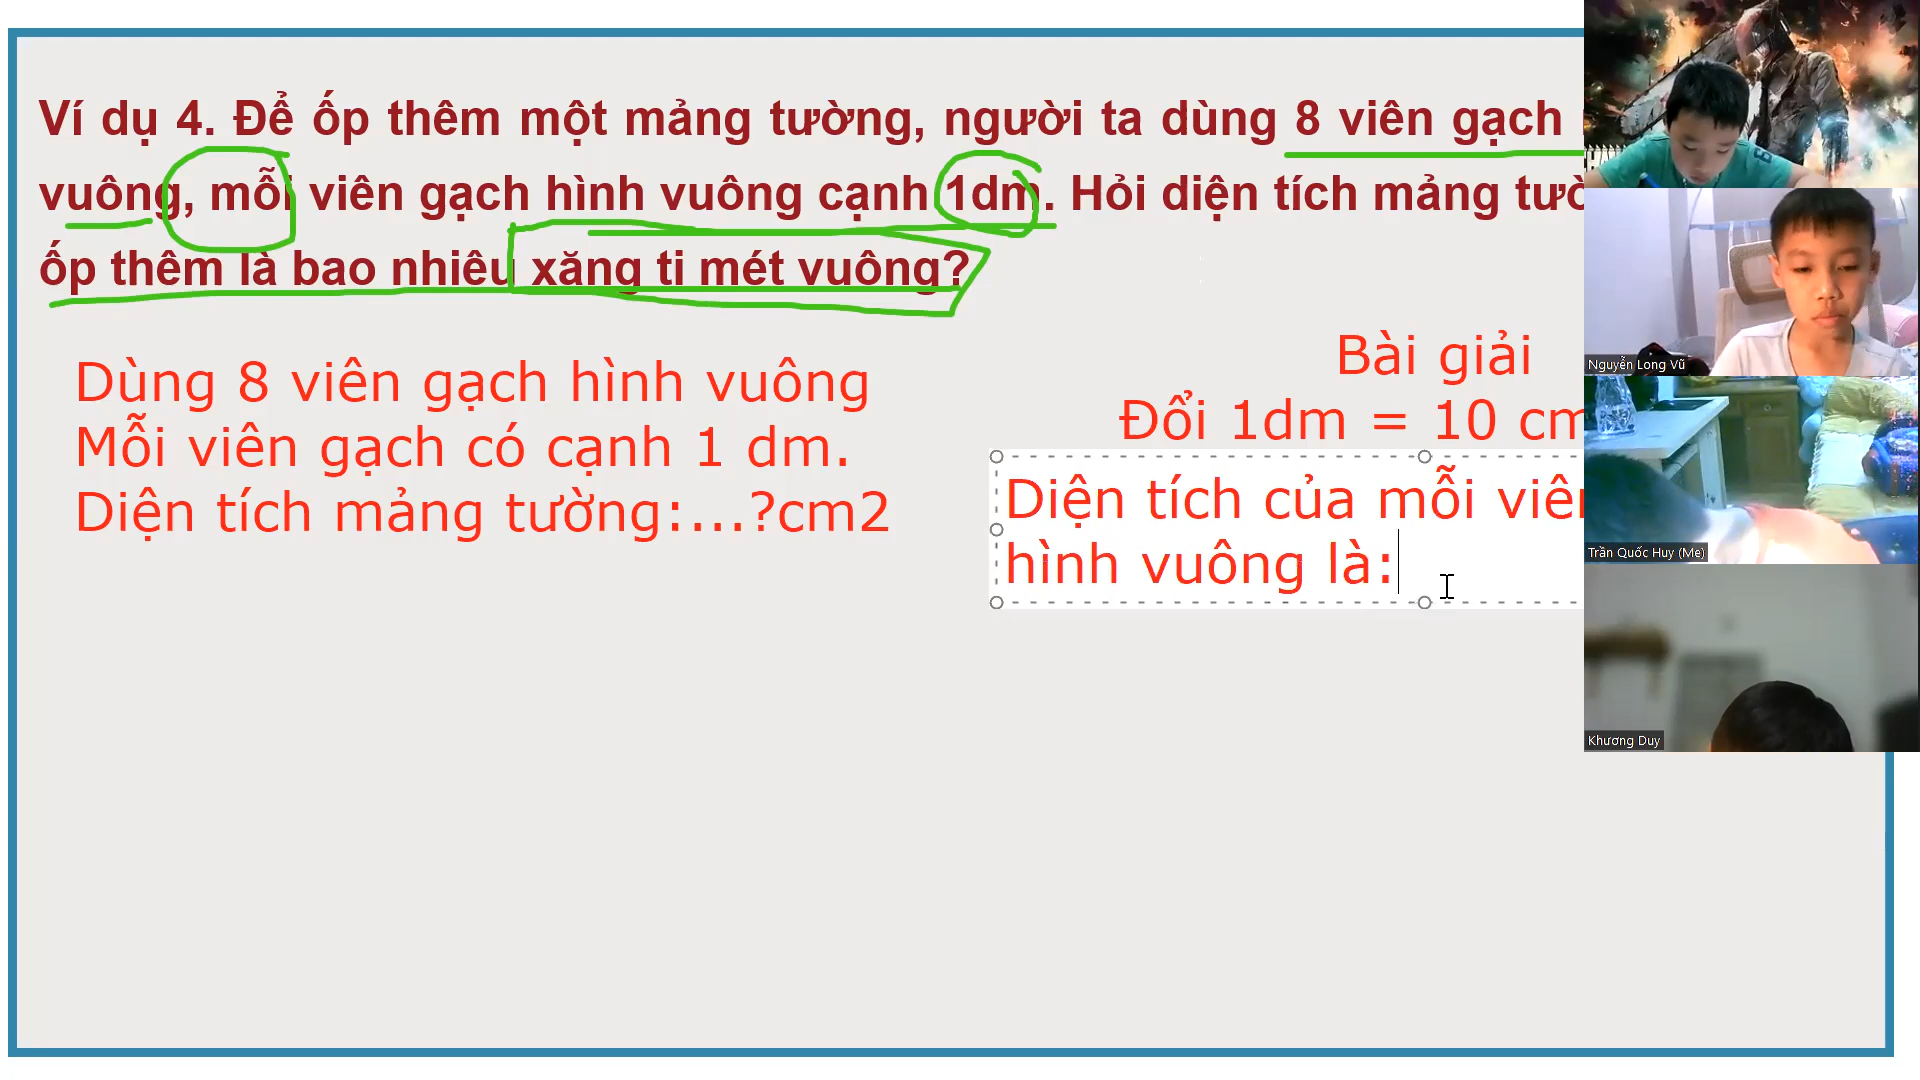 Ví dụ 4. Để ốp thêm một mảng tường, người ta dùng 8 viên gạch
vuông, mỗi viên gạch hình vuông cạnh 1dm. Hỏi diện tích mảng
ốp thêm là bao nhiêu xăng ti mét vuông?
Dùng 8 viên gạch hình vuông
Mỗi viên gạch có cạnh 1 dm.
Diện tích mảng tường:...?cm2
Bài giải
Đổi 1dm = 10 cm
Diện tích của mỗi viên
hình vuông là:
Nguyễn Long Vũ
Trần Quốc Huy (Me)
Khương Duy